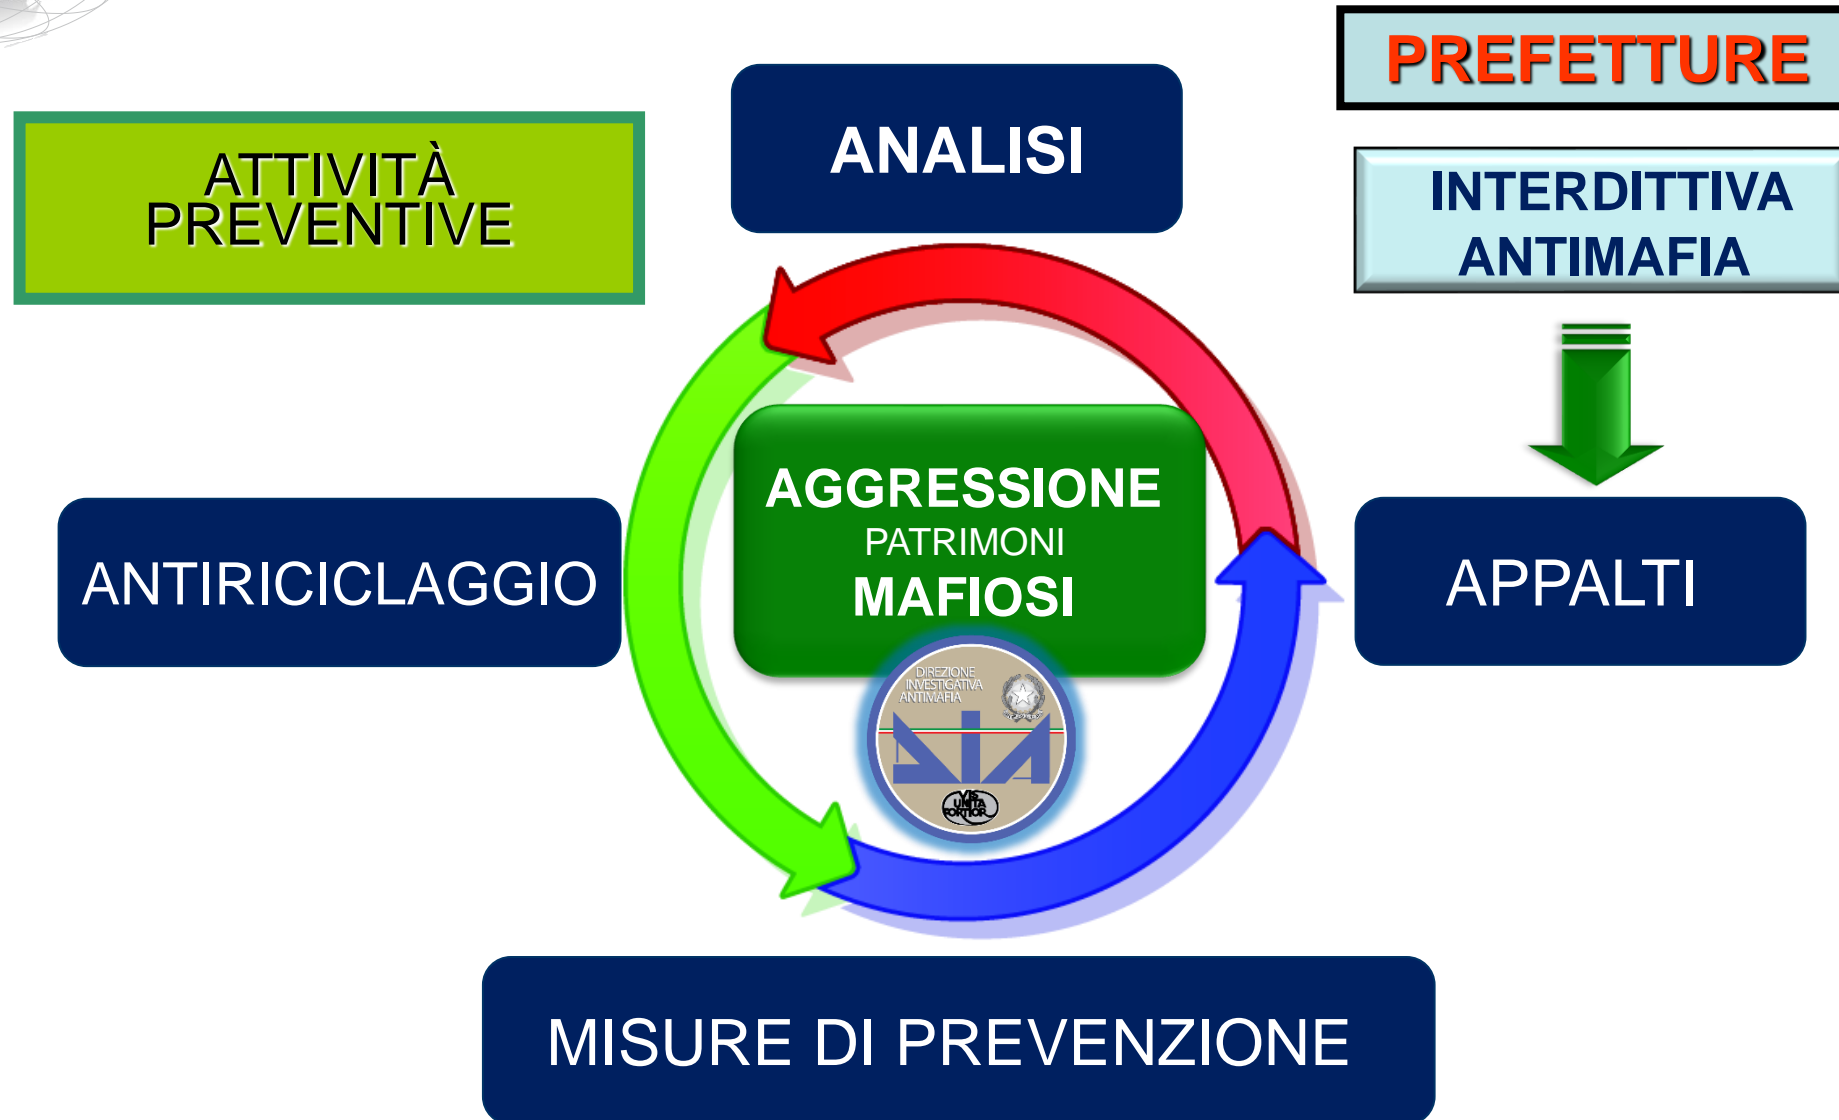 PREFETTURE
ATTIVITÀ
PREVENTIVE
ANALISI
INTERDITTIVA
ANTIMAFIA
AGGRESSIONE
PATRIMONI
MAFIOSI
ANTIRICICLAGGIO
APPALTI
DIREZIONE
INVESTIGATIVA
ANTIMAFIA
DIA
VIS
UNITA
FORTIOR
MISURE DI PREVENZIONE